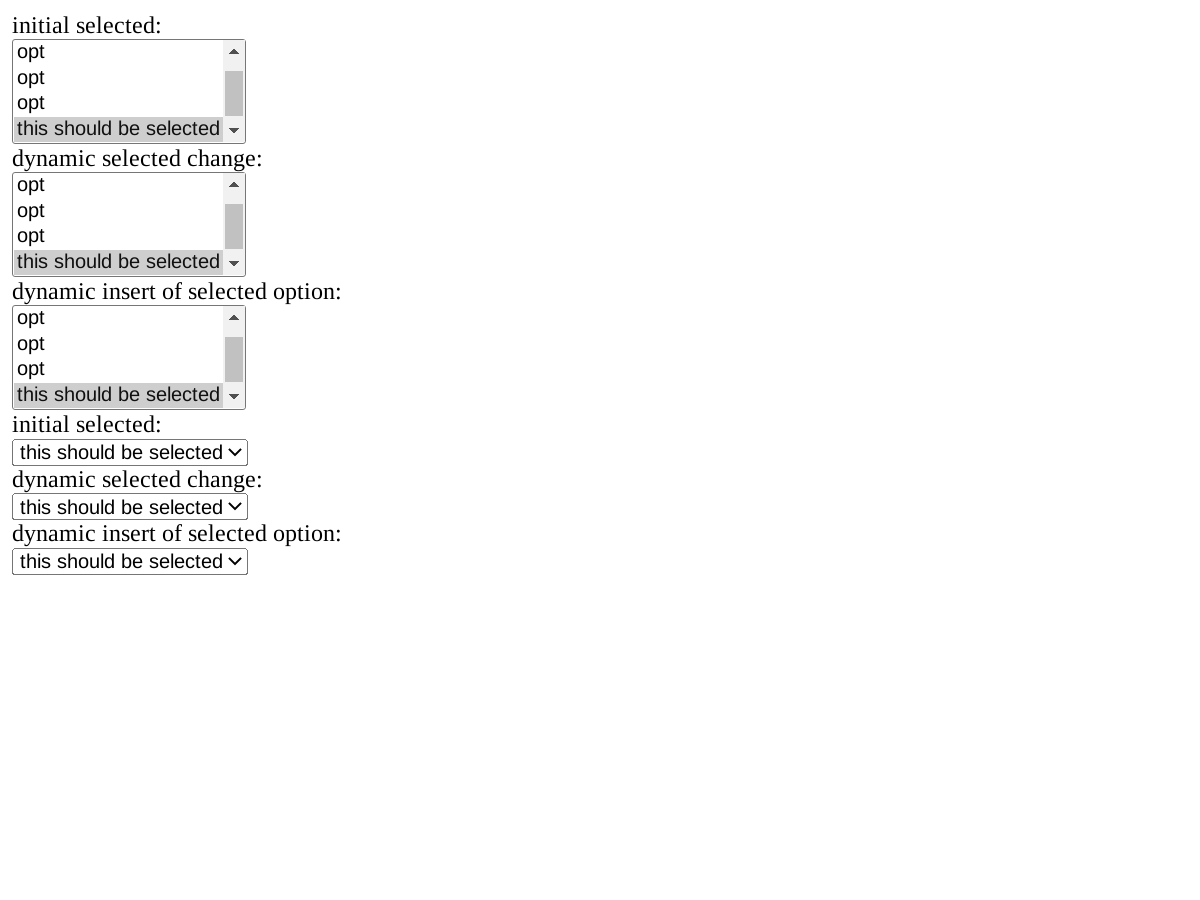 initial selected:
opt
opt
opt
this should be selected
dynamic selected change:
opt
opt
opt
this should be selected
dynamic insert of selected option:
opt
opt
opt
this should be selected
initial selected:
this should be selected
dynamic selected change:
this should be selected
dynamic insert of selected option:
this should be selected